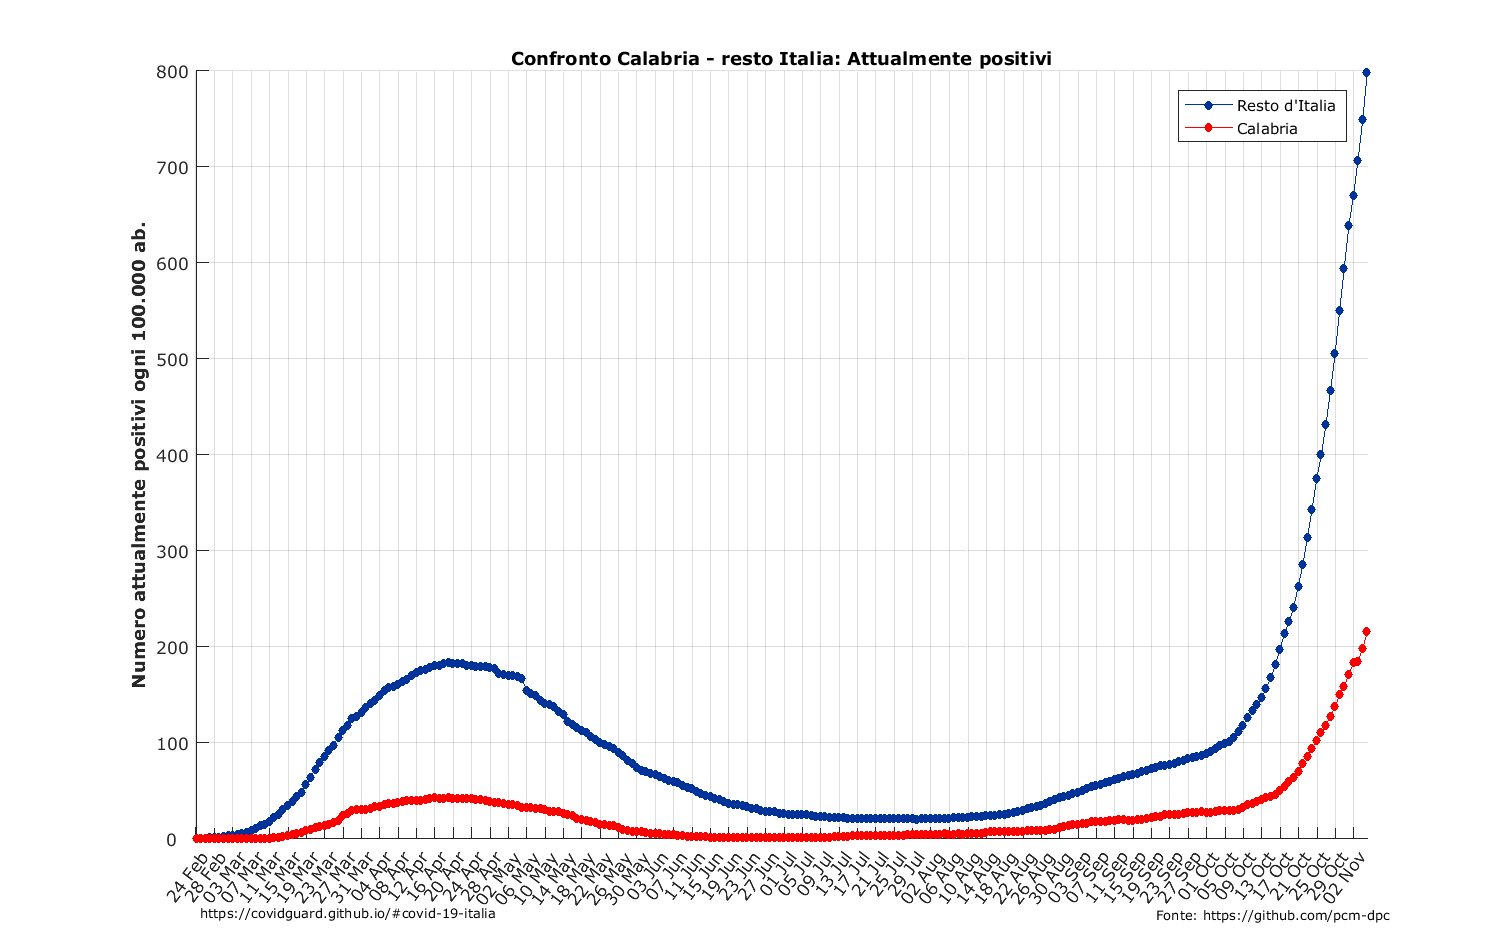 Confronto Calabria - resto Italia: Attualmente positivi
Numero attualmente positivi ogni 100.000 ab.
800
700
600
500
400
300
200
100
0
Resto d'Italia
Calabria
24 Feb
28 Feb
03 Mar
07 Mar
11 Mar
15 Mar
19 Mar
23 Mar
27 Mar
31 Mar
04 Apr
08 Apr
12 Apr
16 Apr
20 Apr
24 Apr
28 Apr
02 May
06 May
10 May
14 May
18 May
22 May
26 May
30 May
03 Jun
07 Jun
11 Jun
15 Jun
19 Jun
23 Jun
27 Jun
01 Jul
05 Jul
09 Jul
13 Jul
17 Jul
21 Jul
25 Jul
29 Jul
02 Aug
06 Aug
10 Aug
14 Aug
18 Aug
22 Aug
26 Aug
30 Aug
03 Sep
07 Sep
11 Sep
15 Sep
19 Sep
23 Sep
27 Sep
01 Oct
05 Oct
09 Oct
13 Oct
17 Oct
21 Oct
25 Oct
29 Oct
02 Nov
https://covidguard.github.io/#covid-19-italia
Fonte: https://github.com/pcm-dpc